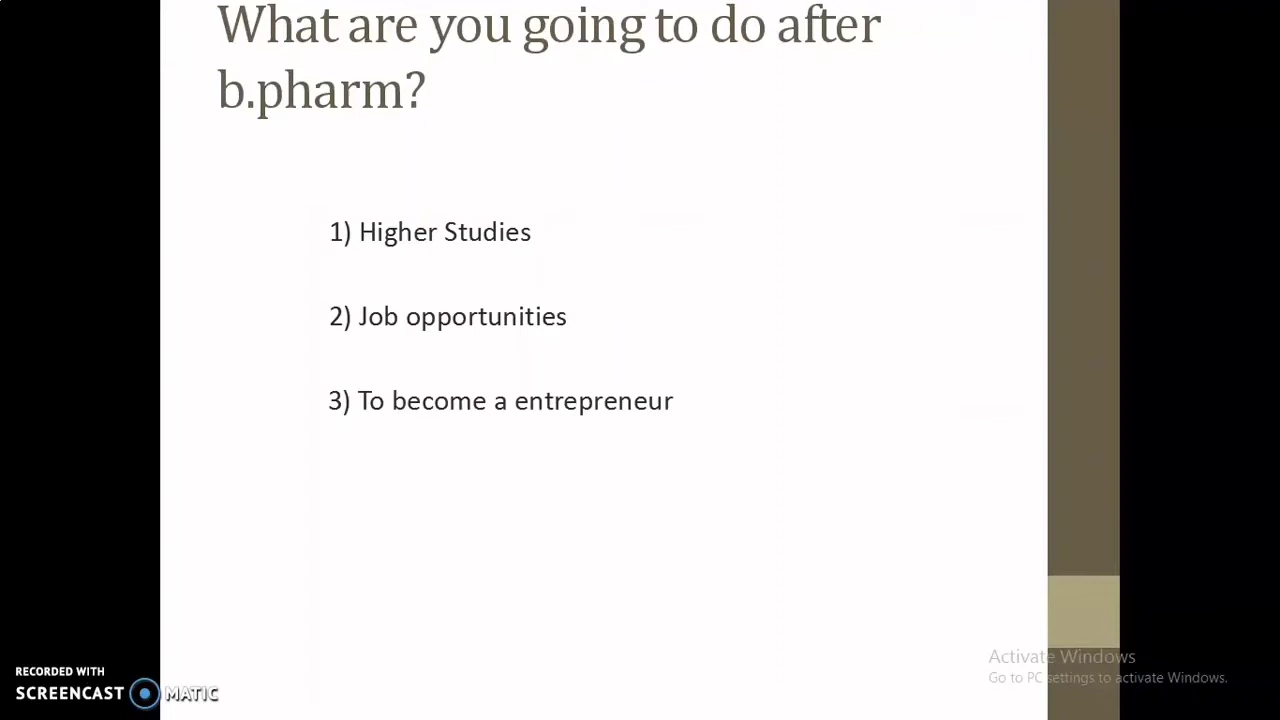 What are you going to do after
b.pharm?
1) Higher Studies
2) Job opportunities
3) To become a entrepreneur
Activate Windows
Go to PC settings to activate Windows.
RECORDED WITH
SCREENCAST MATIC